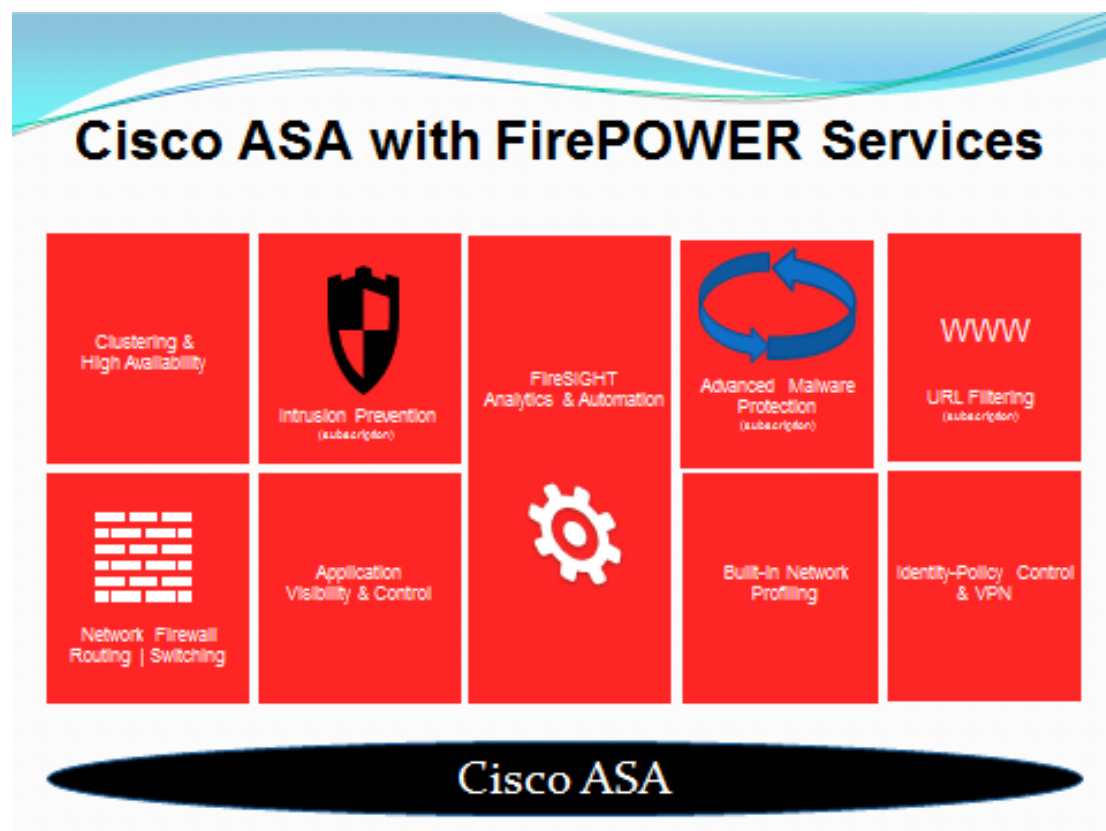 Cisco ASA with FirePOWER Services
Clustering &
High Availability
Intrusion Prevention
(subscription)
FireSIGHT
Analytics & Automation
Advanced Malware
Protection
(subscription)
WWW
URL Filtering
(subscription)
Network Firewall
Routing | Switching
Application
Visibility & Control
Built-in Network
Profiling
Identity-Policy Control
& VPN
Cisco ASA